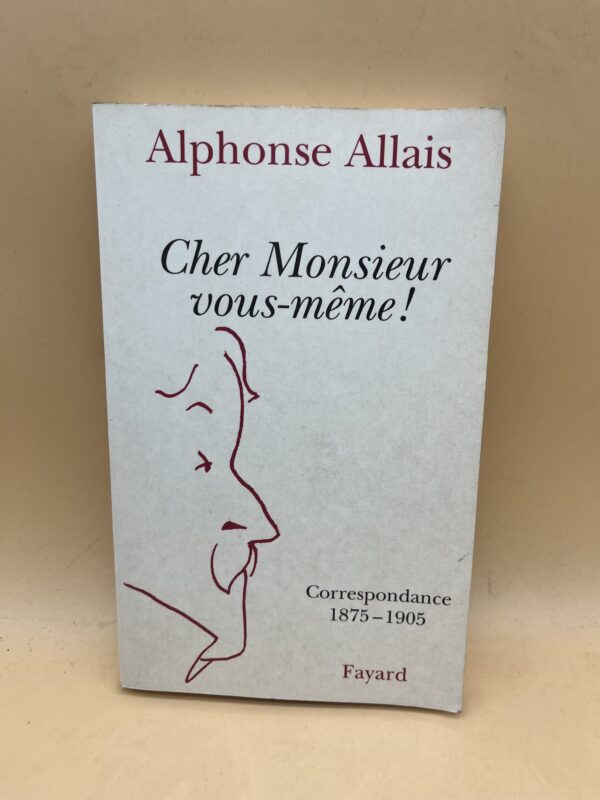 Alphonse Allais
Cher Monsieur
vous-même !
Correspondance
1875–1905
Fayard